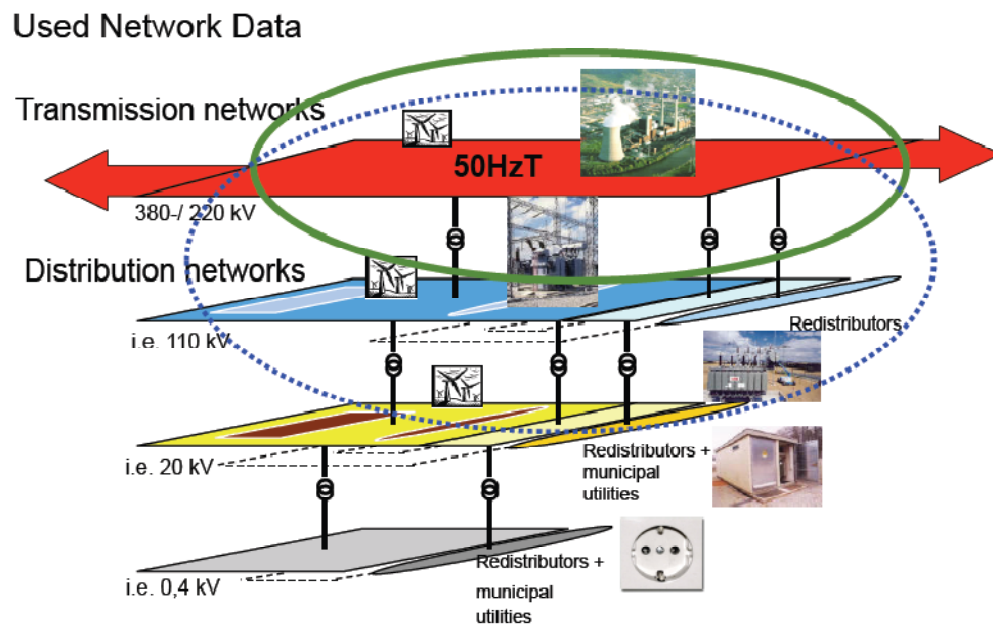 Used Network Data
Transmission networks
50HzT
380-/ 220 kV
Distribution networks
i.e. 110 kV
Redistributors
i.e. 20 kV
Redistributors +
municipal
utilities
i.e. 0,4 kV
Redistributors +
municipal
utilities